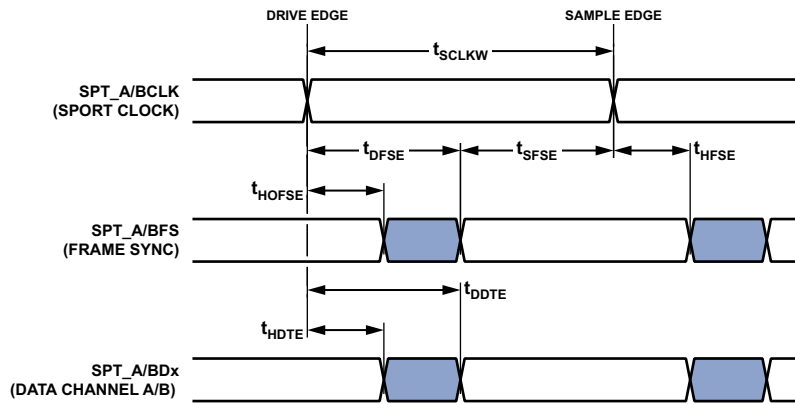 DRIVE EDGE
SAMPLE EDGE
tSCLKW
SPT_A/BCLK
(SPORT CLOCK)
tDFSE
tSFSE
tHFSE
tHOFSE
SPT_A/BFS
(FRAME SYNC)
tDDTE
tHDTE
SPT_A/BDx
(DATA CHANNEL A/B)